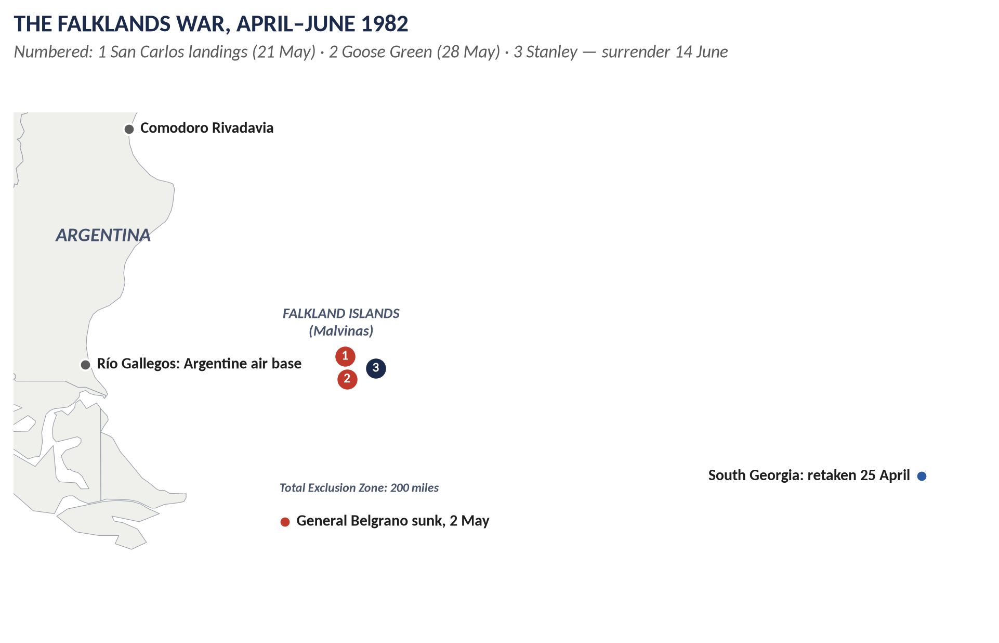 THE FALKLANDS WAR, APRIL–JUNE 1982
Numbered: 1 San Carlos landings (21 May) · 2 Goose Green (28 May) · 3 Stanley — surrender 14 June
Comodoro Rivadavia
ARGENTINA
FALKLAND ISLANDS
(Malvinas)
1
Río Gallegos: Argentine air base
3
2
South Georgia: retaken 25 April
Total Exclusion Zone: 200 miles
General Belgrano sunk, 2 May